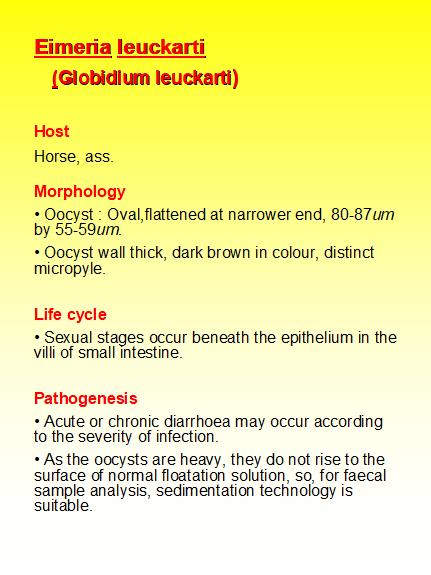 Eimeria leuckarti
(Globidium leuckarti)
Host
Horse, ass.
Morphology
• Oocyst : Oval,flattened at narrower end, 80-87um
by 55-59um.
• Oocyst wall thick, dark brown in colour, distinct
micropyle.
Life cycle
• Sexual stages occur beneath the epithelium in the
villi of small intestine.
Pathogenesis
• Acute or chronic diarrhoea may occur according
to the severity of infection.
• As the oocysts are heavy, they do not rise to the
surface of normal floatation solution, so, for faecal
sample analysis, sedimentation technology is
suitable.